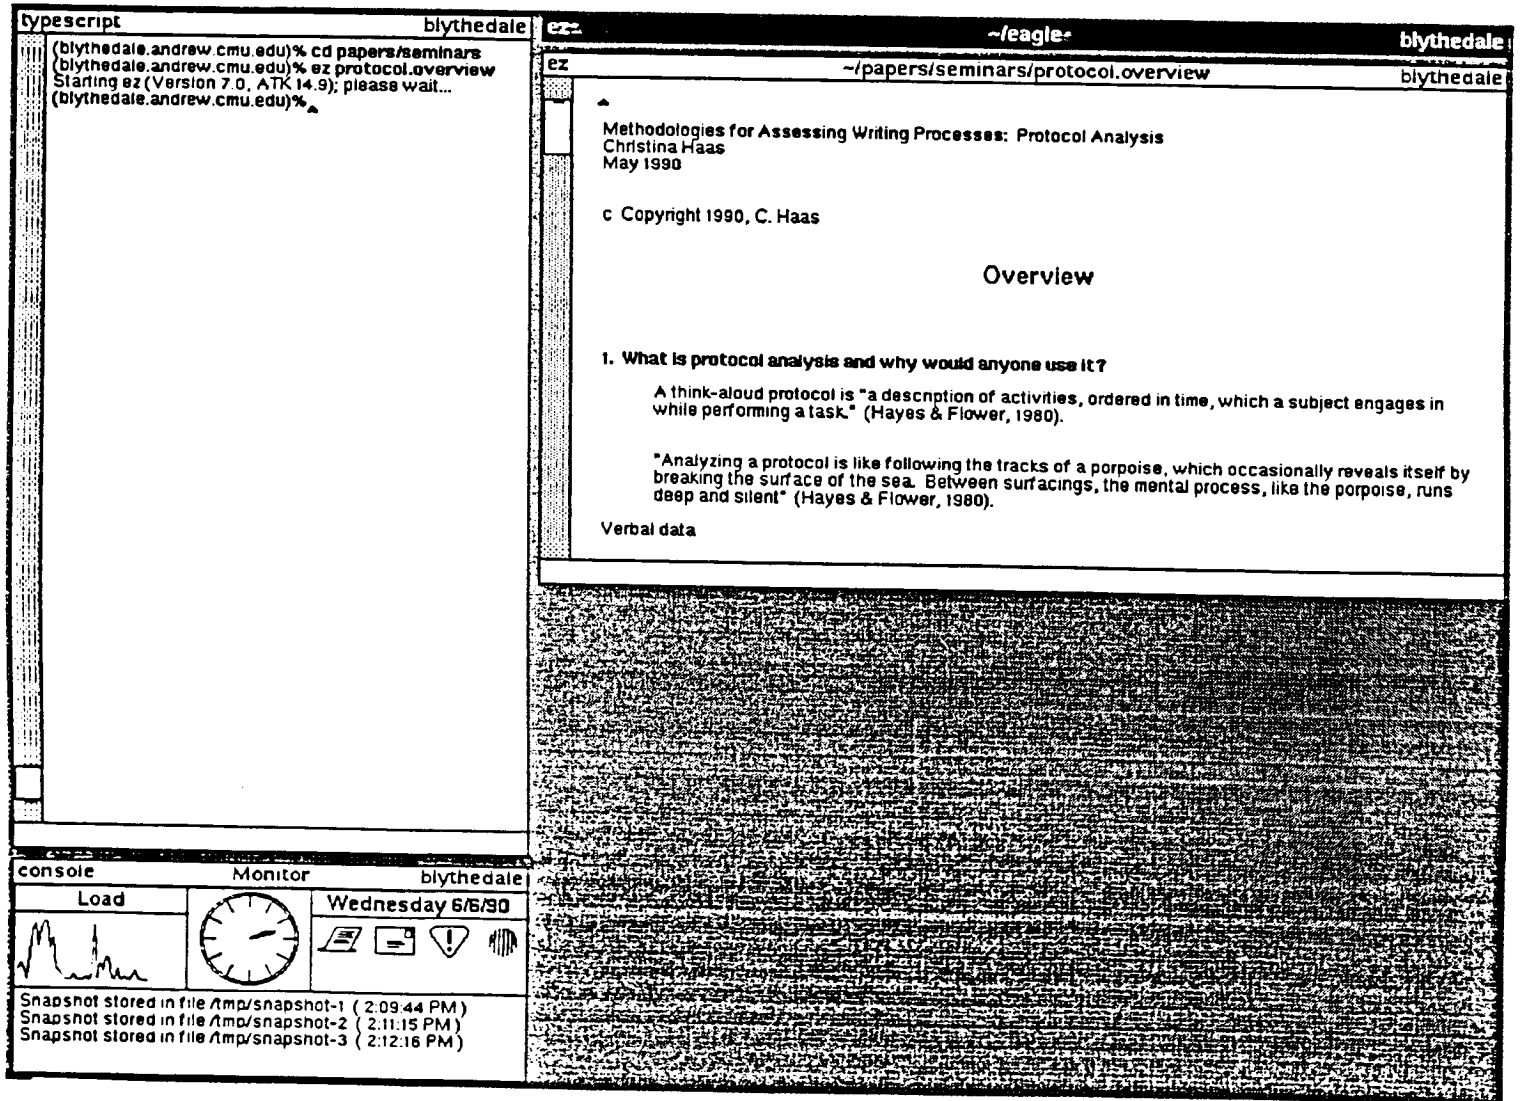 typescript blythedale
(blythedale.andrew.cmu.edu)% cd papers/seminars
(blythedale.andrew.cmu.edu)% ez protocol.overview
Starting ez (Version 7.0, ATK 14.9); please wait...
(blythedale.andrew.cmu.edu)%
ez ~/eagle blythedale
ez ~/papers/seminars/protocol.overview blythedale
Methodologies for Assessing Writing Processes: Protocol Analysis
Christina Haas
May 1990
c Copyright 1990, C. Haas
Overview
1. What is protocol analysis and why would anyone use it?
A think-aloud protocol is "a description of activities, ordered in time, which a subject engages in
while performing a task." (Hayes & Flower, 1980).
"Analyzing a protocol is like following the tracks of a porpoise, which occasionally reveals itself by
breaking the surface of the sea. Between surfacings, the mental process, like the porpoise, runs
deep and silent" (Hayes & Flower, 1980).
Verbal data
console Monitor blythedale
Load
Wednesday 6/6/90
Snapshot stored in file /tmp/snapshot-1 ( 2:09:44 PM )
Snapshot stored in file /tmp/snapshot-2 ( 2:11:15 PM )
Snapshot stored in file /tmp/snapshot-3 ( 2:12:16 PM )